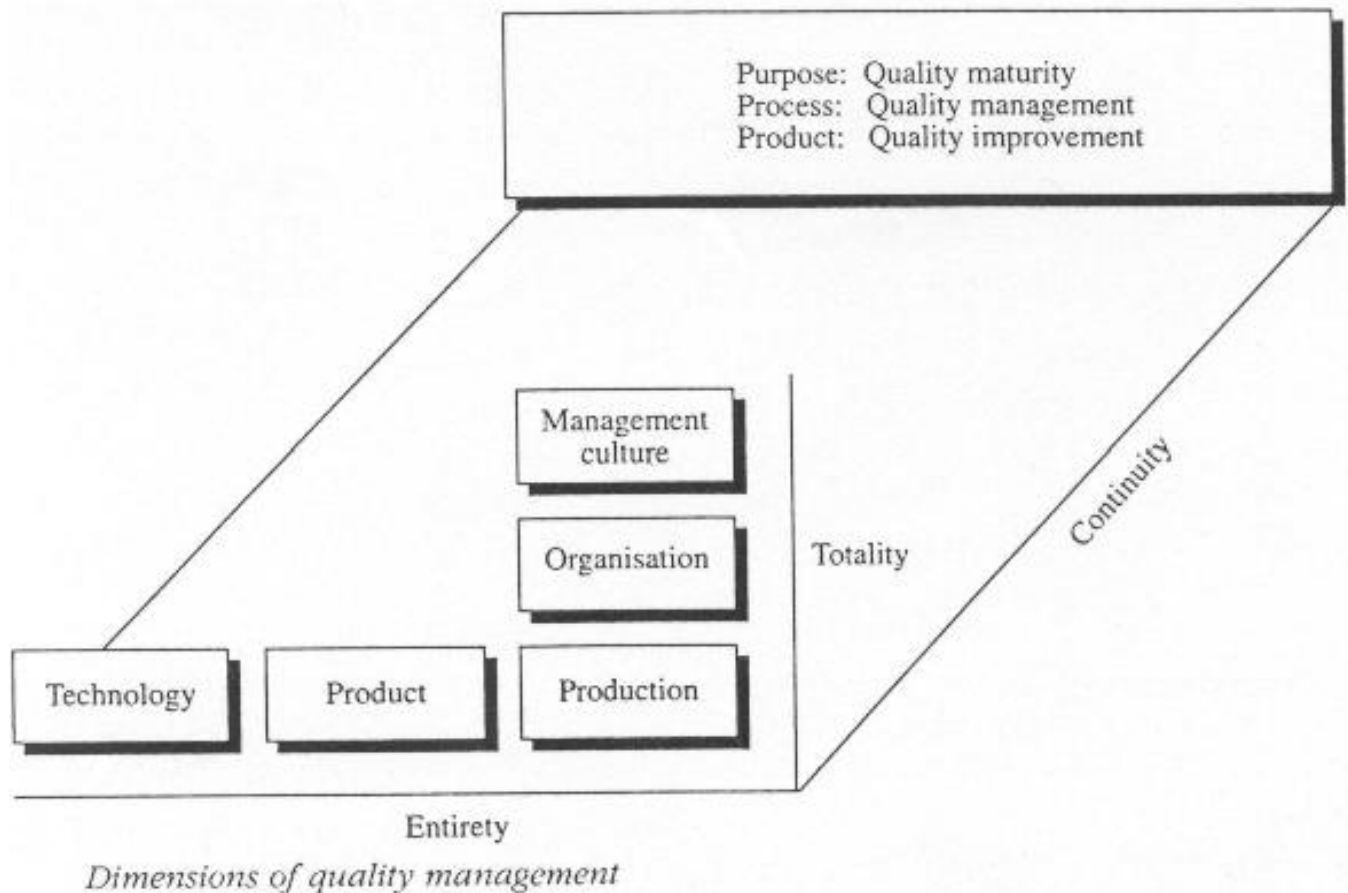 Purpose: Quality maturity
Process: Quality management
Product: Quality improvement
Management
culture
Organisation
Totality
Continuity
Technology
Product
Production
Entirety
Dimensions of quality management